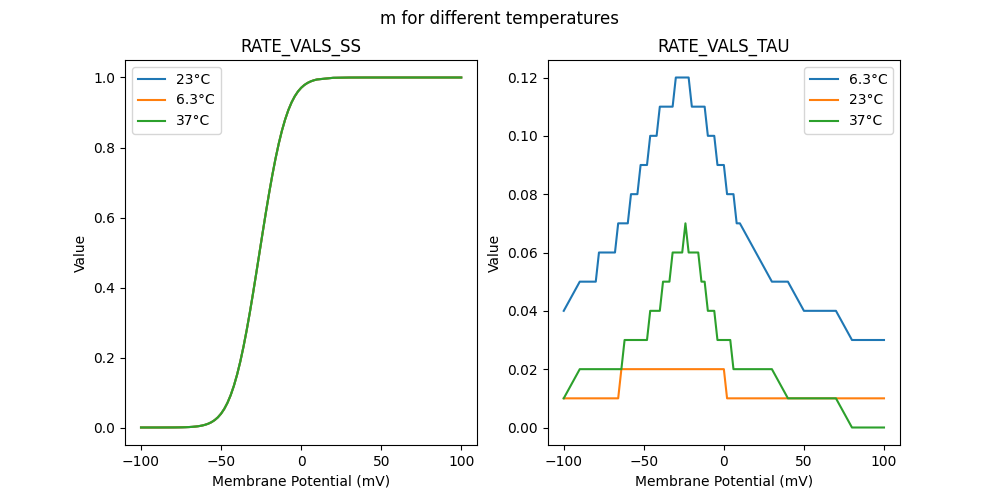 m for different temperatures
RATE_VALS_SS
RATE_VALS_TAU
23°C
6.3°C
37°C
6.3°C
23°C
37°C
1.0
0.8
0.6
0.4
0.2
0.0
Value
−100
−50
0
50
100
Membrane Potential (mV)
0.12
0.10
0.08
0.06
0.04
0.02
0.00
Value
−100
−50
0
50
100
Membrane Potential (mV)